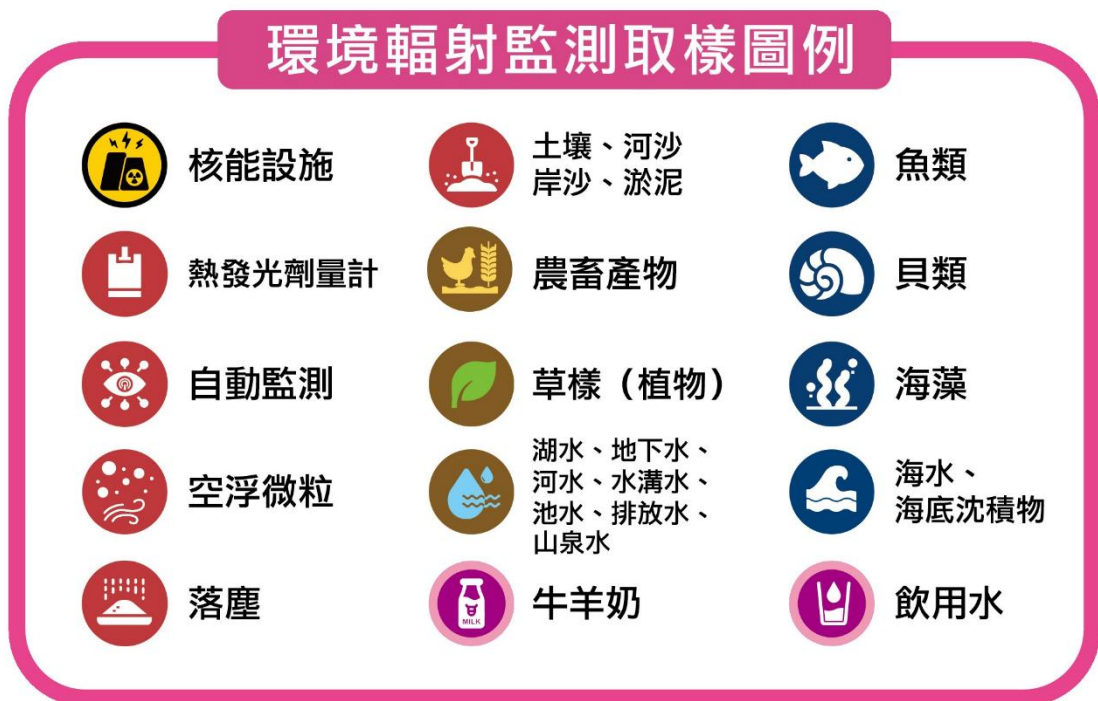 環境輻射監測取樣圖例
核能設施
土壤、河沙
岸沙、淤泥
魚類
熱發光劑量計
農畜產物
貝類
自動監測
草樣（植物）
海藻
空浮微粒
湖水、地下水、
河水、水溝水、
池水、排放水、
山泉水
海水、
海底沈積物
落塵
MILK
牛羊奶
飲用水